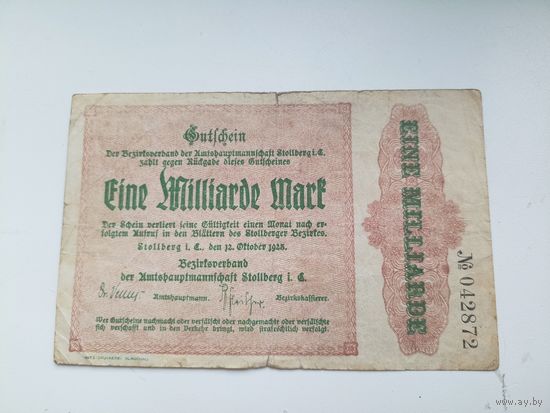 Gutschein
Der Bezirksverband der Amtshauptmannschaft Stollberg i.E.
zahlt gegen Rückgabe dieses Gutscheines
Eine Milliarde Mark
Der Schein verliert seine Gültigkeit einen Monat nach er-
folgtem Aufruf in den Blättern des Stollberger Bezirkes.
Stollberg i. E., den 12. Oktober 1923.
Bezirksverband
der Amtshauptmannschaft Stollberg i. E.
Amtshauptmann. Bezirkskassierer.
Wer Gutscheine nachmacht oder verfälscht oder nachgemachte oder verfälschte
sich verschafft und in den Verkehr bringt, wird strafrechtlich verfolgt.
EINE MILLIARDE
No 042872
www.ay.by